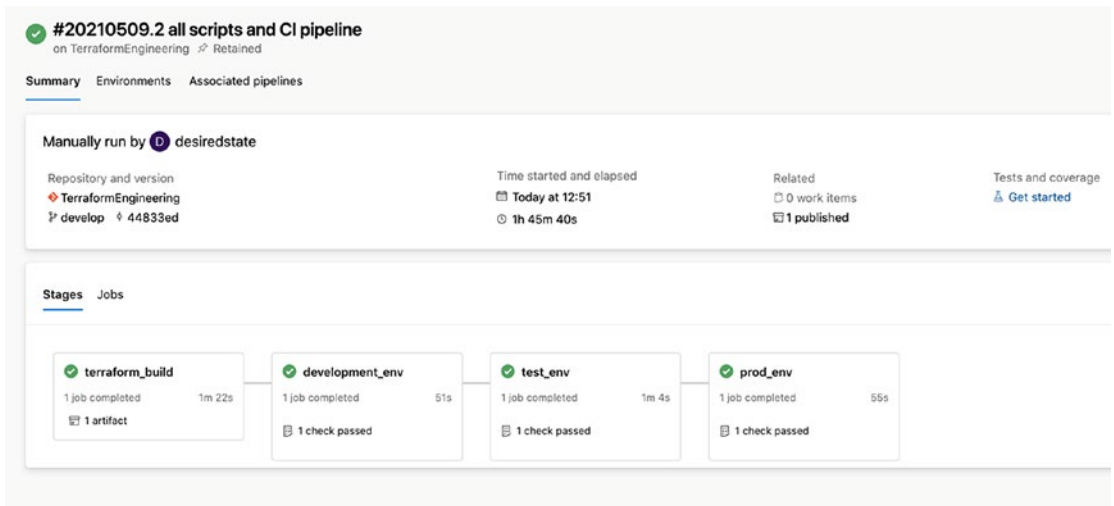 #20210509.2 all scripts and CI pipeline
on TerraformEngineering Retained
Summary Environments Associated pipelines
Manually run by D desiredstate
Repository and version
TerraformEngineering
develop 44833ed
Time started and elapsed
Today at 12:51
1h 45m 40s
Related
0 work items
1 published
Tests and coverage
Get started
Stages Jobs
terraform_build
1 job completed 1m 22s
1 artifact
development_env
1 job completed 51s
1 check passed
test_env
1 job completed 1m 4s
1 check passed
prod_env
1 job completed 55s
1 check passed